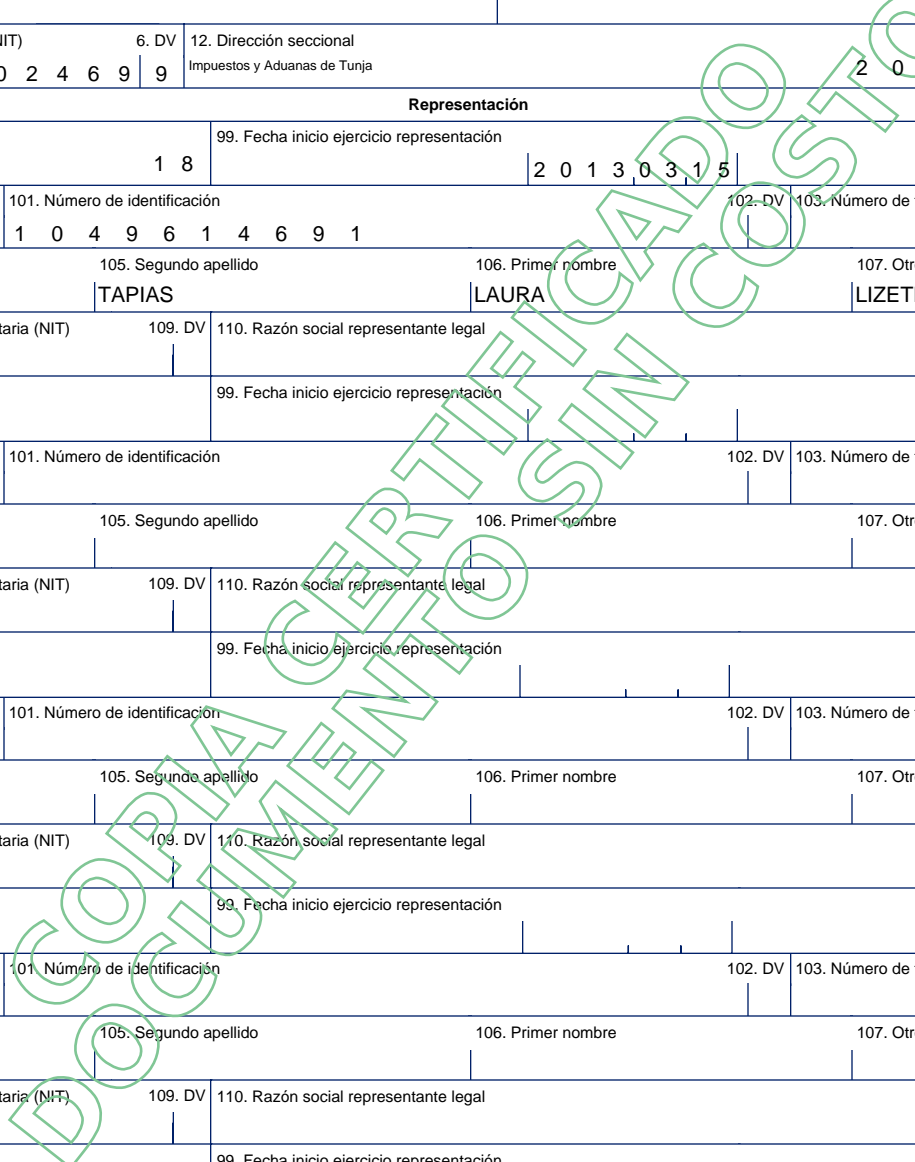 IT) 6. DV 12. Dirección seccional
2 4 6 9 9 Impuestos y Aduanas de Tunja 2 0
Representación
99. Fecha inicio ejercicio representación
1 8 2 0 1 3 0 3 1 5
101. Número de identificación 102. DV 103. Número de
1 0 4 9 6 1 4 6 9 1
105. Segundo apellido 106. Primer nombre 107. Otr
TAPIAS LAURA LIZET
taria (NIT) 109. DV 110. Razón social representante legal
99. Fecha inicio ejercicio representación
101. Número de identificación 102. DV 103. Número de
105. Segundo apellido 106. Primer nombre 107. Otr
taria (NIT) 109. DV 110. Razón social representante legal
99. Fecha inicio ejercicio representación
101. Número de identificación 102. DV 103. Número de
105. Segundo apellido 106. Primer nombre 107. Otr
taria (NIT) 109. DV 110. Razón social representante legal
99. Fecha inicio ejercicio representación
101. Número de identificación 102. DV 103. Número de
105. Segundo apellido 106. Primer nombre 107. Otr
taria (NIT) 109. DV 110. Razón social representante legal
99. Fecha inicio ejercicio representación
COPIA CERTIFICADO
DOCUMENTO SIN COSTO